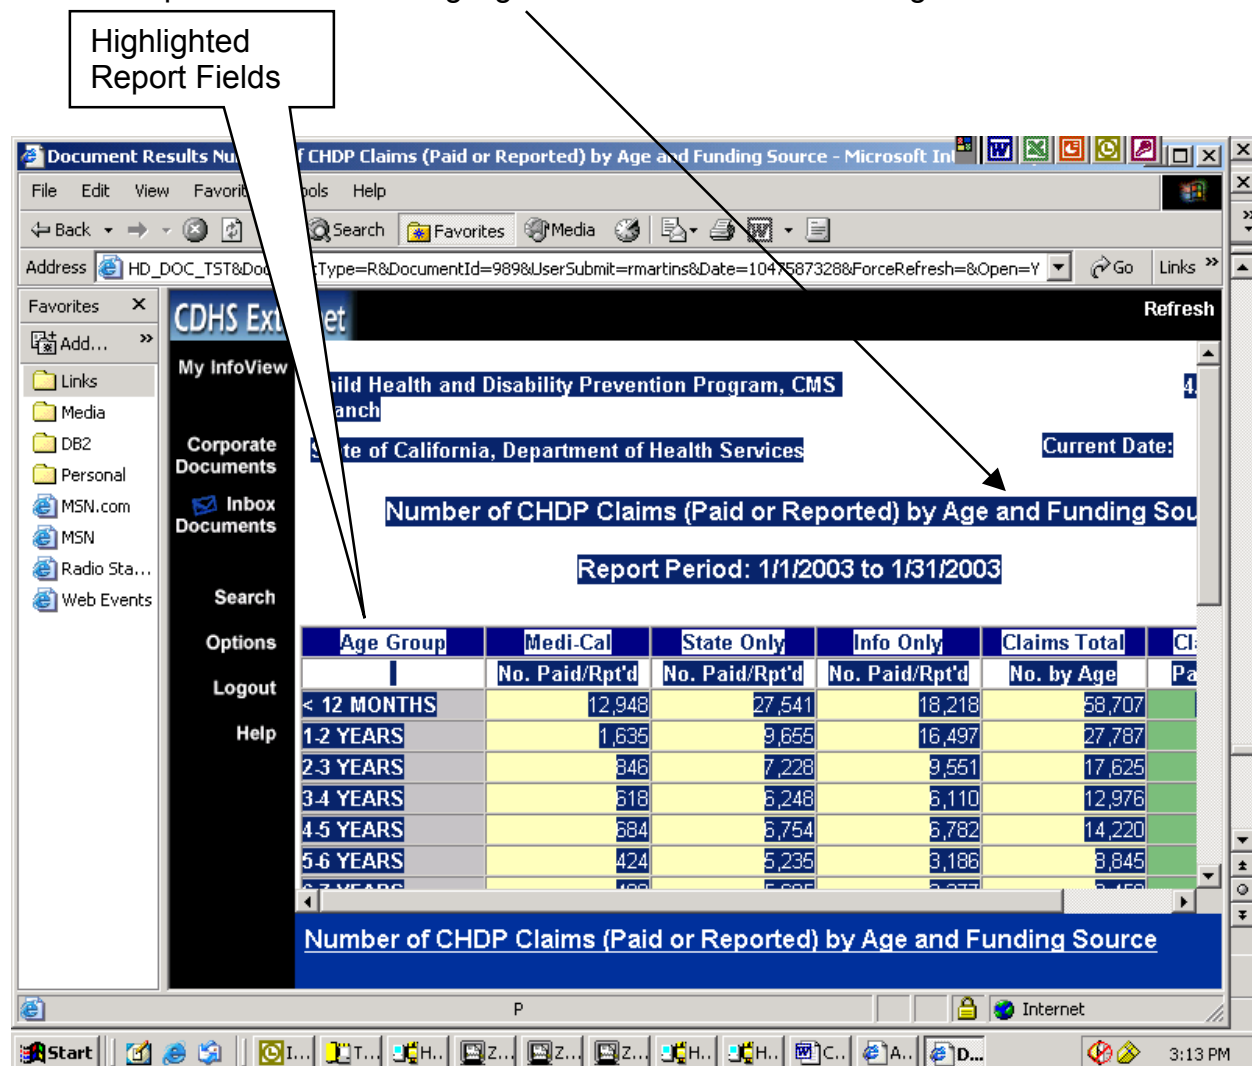 Highlighted
Report Fields
Document Re sults Nu f CHDP Claims (Paid or Reported) by Age and Funding Source - Microsoft In
File Edit View Favorit ools Help
Back Search Favorites Media
Address HD_DOC_TST&Doc tType=R&DocumentId=989&UserSubmit=rmartins&Date=1047587328&ForceRefresh=&Open=Y Go Links »
Favorites X
Add... »
Links
Media
DB2
Personal
MSN.com
MSN
Radio Sta...
Web Events
CDHS Ext et Refresh
My InfoView
Corporate
Documents
Inbox
Documents
Search
Options
Logout
Help
hild Health and Disability Prevention Program, CMS 4.
anch
S te of California, Department of Health Services Current Date:
Number of CHDP Claims (Paid or Reported) by Age and Funding Sou
Report Period: 1/1/2003 to 1/31/2003
Age Group Medi-Cal State Only Info Only Claims Total Cl
No. Paid/Rpt'd No. Paid/Rpt'd No. Paid/Rpt'd No. by Age Pa
< 12 MONTHS 12,948 27,541 18,218 58,707
1-2 YEARS 1,635 9,655 16,497 27,787
2-3 YEARS 846 7,228 9,551 17,625
3-4 YEARS 618 6,248 6,110 12,976
4-5 YEARS 684 6,754 6,782 14,220
5-6 YEARS 424 5,235 3,186 8,845
Number of CHDP Claims (Paid or Reported) by Age and Funding Source
P Internet
Start I... T... H.. Z... Z... Z... H.. H.. C.. A.. D... 3:13 PM